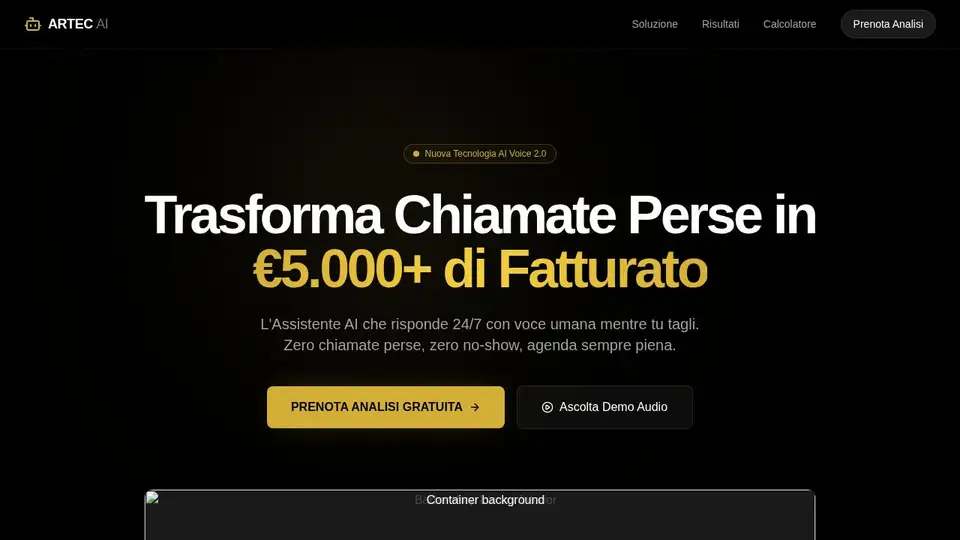 ARTEC AI
Soluzione
Risultati
Calcolatore
Prenota Analisi
Nuova Tecnologia AI Voice 2.0
Trasforma Chiamate Perse in
€5.000+ di Fatturato
L'Assistente AI che risponde 24/7 con voce umana mentre tu tagli.
Zero chiamate perse, zero no-show, agenda sempre piena.
PRENOTA ANALISI GRATUITA
Ascolta Demo Audio
Container background